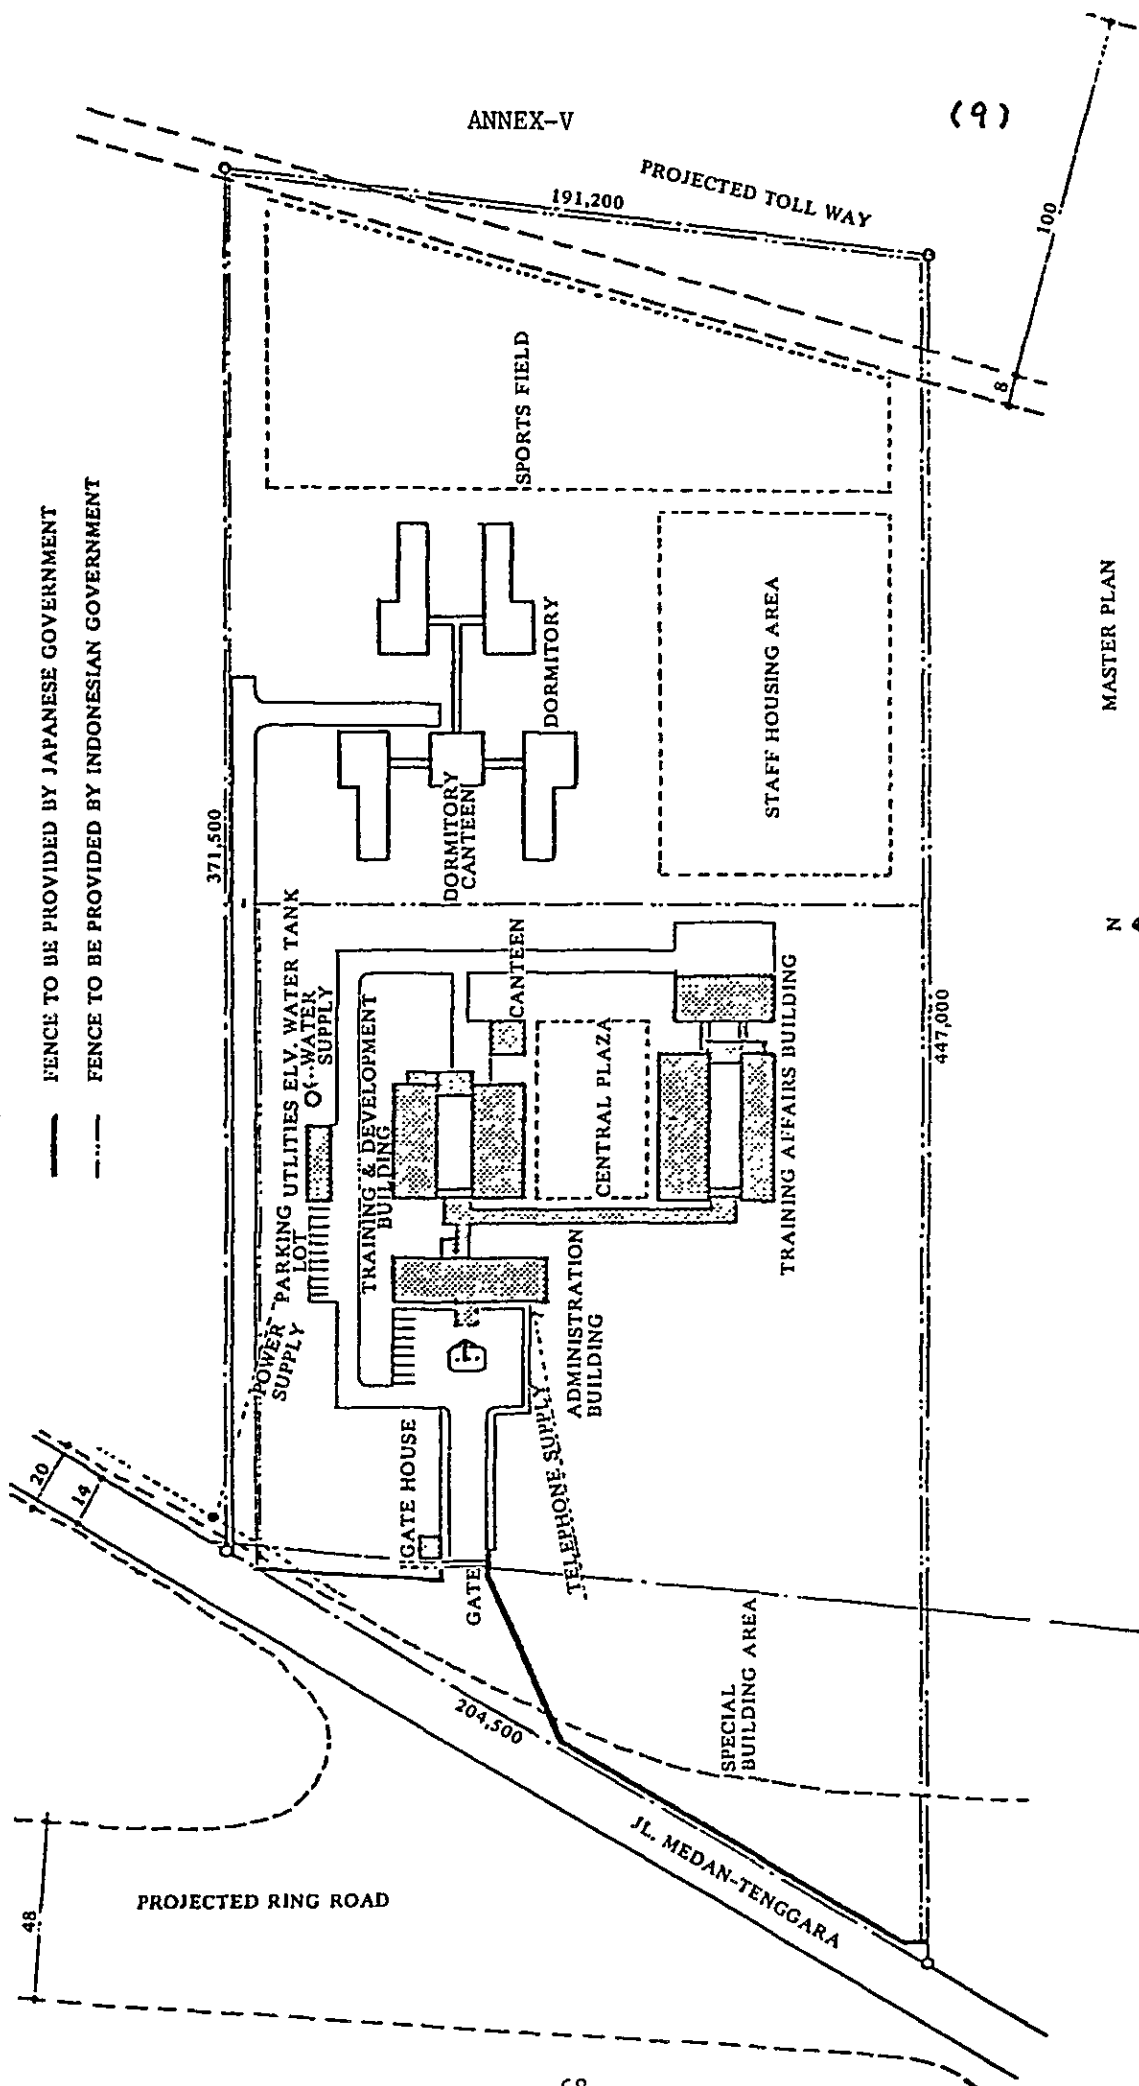 ANNEX-V
(9)
PROJECTED TOLL WAY
191,200
100
8
FENCE TO BE PROVIDED BY JAPANESE GOVERNMENT
FENCE TO BE PROVIDED BY INDONESIAN GOVERNMENT
SPORTS FIELD
371,500
DORMITORY
DORMITORY
CANTEEN
STAFF HOUSING AREA
MASTER PLAN
N
UTLITIES
ELV. WATER TANK
WATER
SUPPLY
CANTEEN
TRAINING & DEVELOPMENT
BUILDING
CENTRAL PLAZA
TRAINING AFFAIRS BUILDING
447,000
PARKING
LOT
POWER
SUPPLY
ADMINISTRATION
BUILDING
20
14
GATE HOUSE
TELEPHONE SUPPLY
GATE
204,500
SPECIAL
BUILDING AREA
JL. MEDAN-TENGGARA
48
PROJECTED RING ROAD